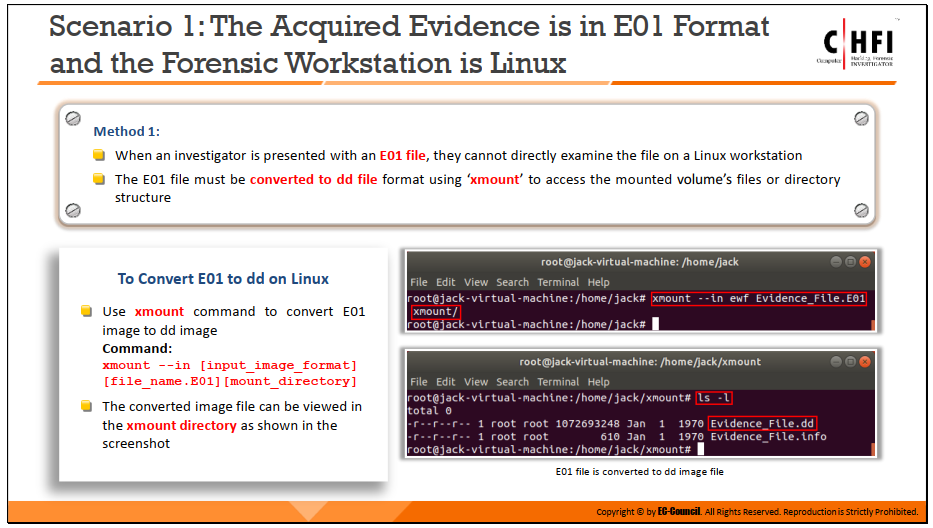 Scenario 1: The Acquired Evidence is in E01 Format
and the Forensic Workstation is Linux
CHFI
Computer Hacking Forensic
INVESTIGATOR
Method 1:
When an investigator is presented with an E01 file, they cannot directly examine the file on a Linux workstation
The E01 file must be converted to dd file format using ‘xmount’ to access the mounted volume’s files or directory
structure
To Convert E01 to dd on Linux
Use xmount command to convert E01
image to dd image
Command:
xmount --in [input_image_format]
[file_name.E01][mount_directory]
The converted image file can be viewed in
the xmount directory as shown in the
screenshot
root@jack-virtual-machine: /home/jack
File Edit View Search Terminal Help
root@jack-virtual-machine:/home/jack# xmount --in ewf Evidence_File.E01
xmount/
root@jack-virtual-machine:/home/jack#
root@jack-virtual-machine: /home/jack/xmount
File Edit View Search Terminal Help
root@jack-virtual-machine:/home/jack/xmount# ls -l
total 0
-r--r--r-- 1 root root 1072693248 Jan 1 1970 Evidence_File.dd
-r--r--r-- 1 root root 610 Jan 1 1970 Evidence_File.info
root@jack-virtual-machine:/home/jack/xmount#
E01 file is converted to dd image file
Copyright © by EC-Council. All Rights Reserved. Reproduction is Strictly Prohibited.